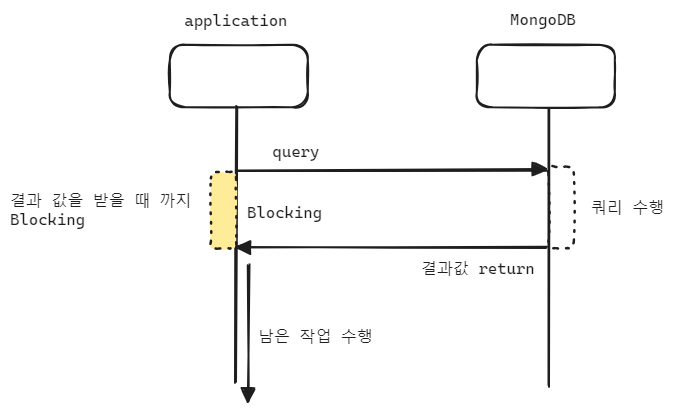 application
MongoDB
query
결과 값을 받을 때 까지
Blocking
Blocking
쿼리 수행
결과값 return
남은 작업 수행